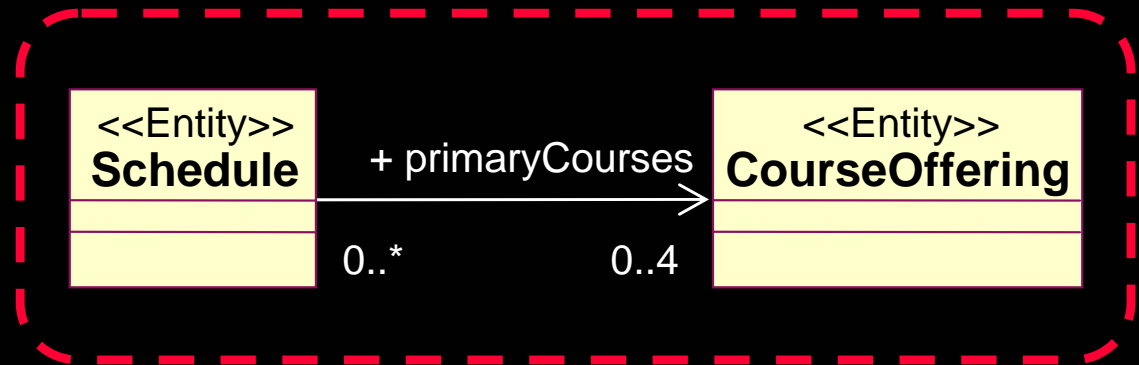 <<Entity>>
Schedule
+ primaryCourses
0..*
0..4
<<Entity>>
CourseOffering